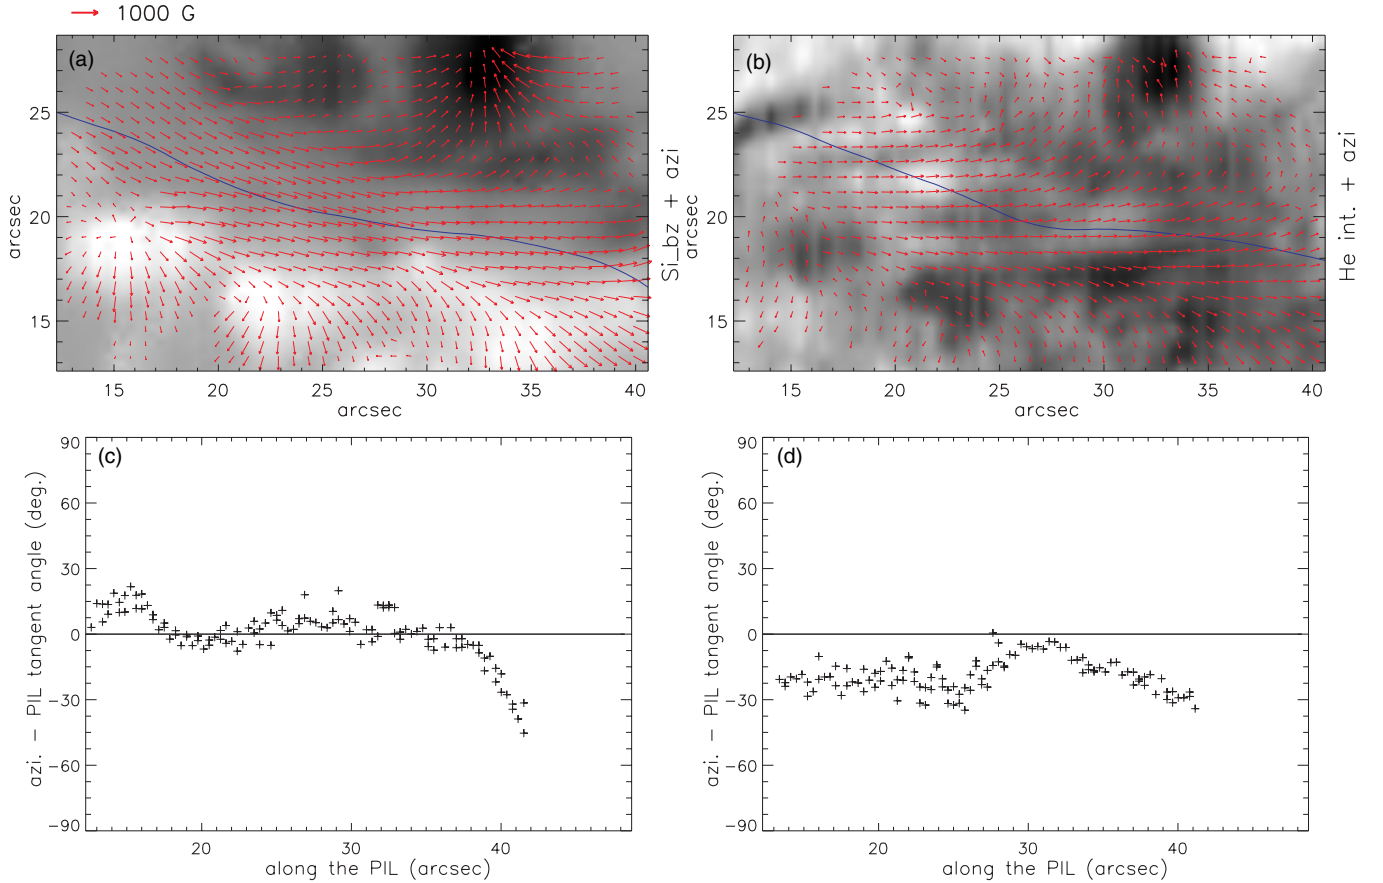 1000 G
(a)
25
20
15
arcsec
15 20 25 30 35 40
arcsec
Si_bz + azi
(b)
25
20
15
arcsec
15 20 25 30 35 40
arcsec
He int. + azi
(c)
90
60
30
0
−30
−60
−90
azi. − PIL tangent angle (deg.)
20 30 40
along the PIL (arcsec)
(d)
90
60
30
0
−30
−60
−90
azi. − PIL tangent angle (deg.)
20 30 40
along the PIL (arcsec)